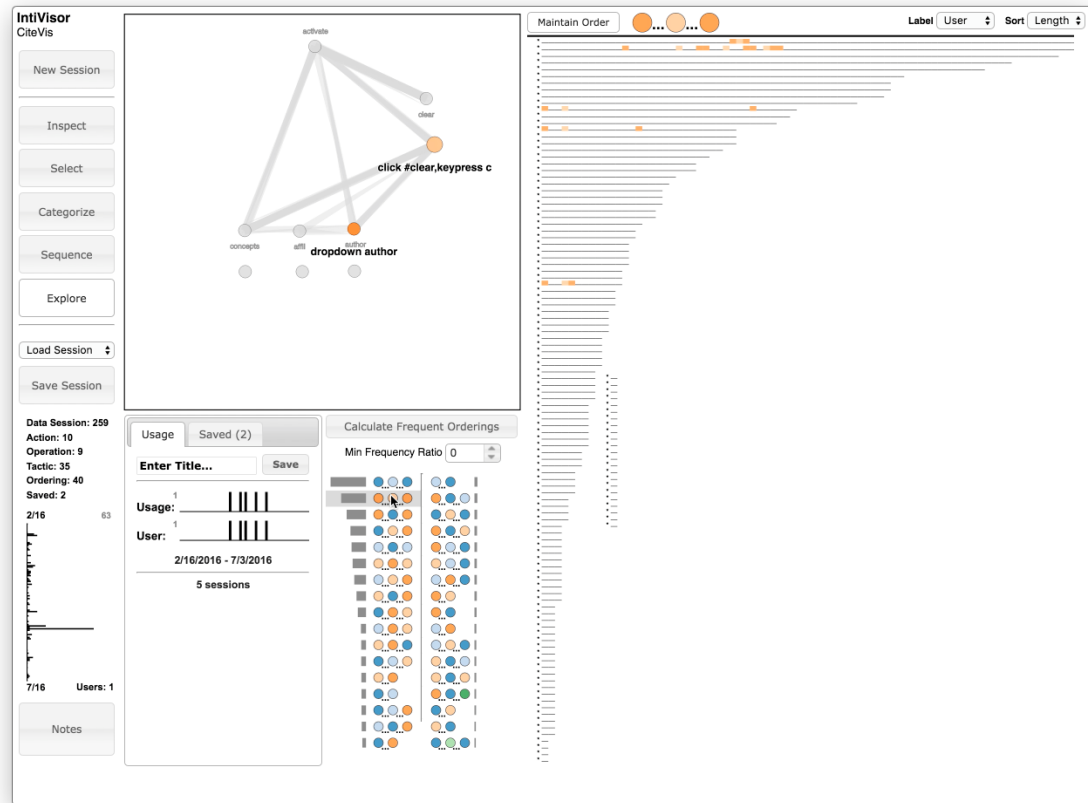 IntiVisor
CiteVis
New Session
Inspect
Select
Categorize
Sequence
Explore
Load Session
Save Session
Data Session: 259
Action: 10
Operation: 9
Tactic: 35
Ordering: 40
Saved: 2
2/16 63
7/16 Users: 1
Notes
activate
clear
click #clear,keypress c
concepts affil author
dropdown author
Usage Saved (2)
Enter Title... Save
1
Usage:
1
User:
2/16/2016 - 7/3/2016
5 sessions
Calculate Frequent Orderings
Min Frequency Ratio 0
Maintain Order ... ... Label User Sort Length